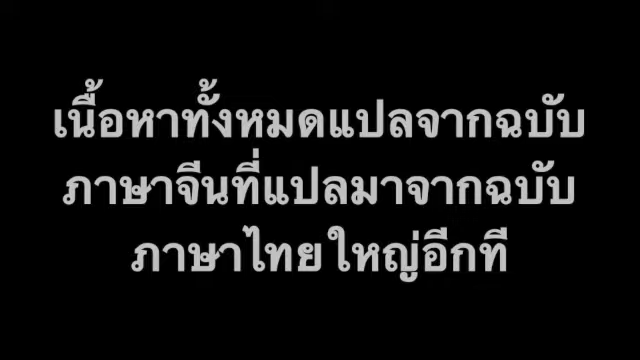 เนื้อหาทั้งหมดแปลจากฉบับ
ภาษาจีนที่แปลมาจากฉบับ
ภาษาไทยใหญ่อีกที